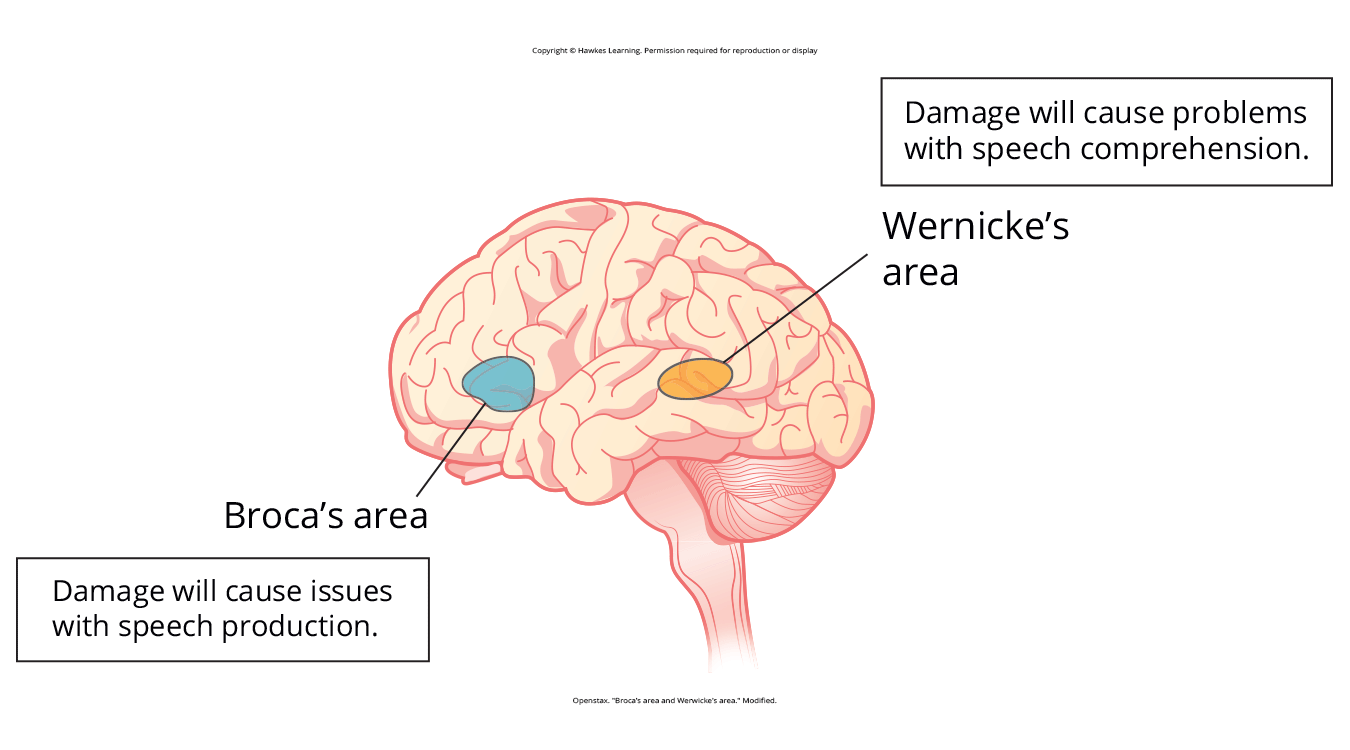 Copyright © Hawkes Learning. Permission required for reproduction or display
Damage will cause problems
with speech comprehension.
Wernicke’s
area
Broca’s area
Damage will cause issues
with speech production.
Openstax. "Broca's area and Werwicke's area." Modified.